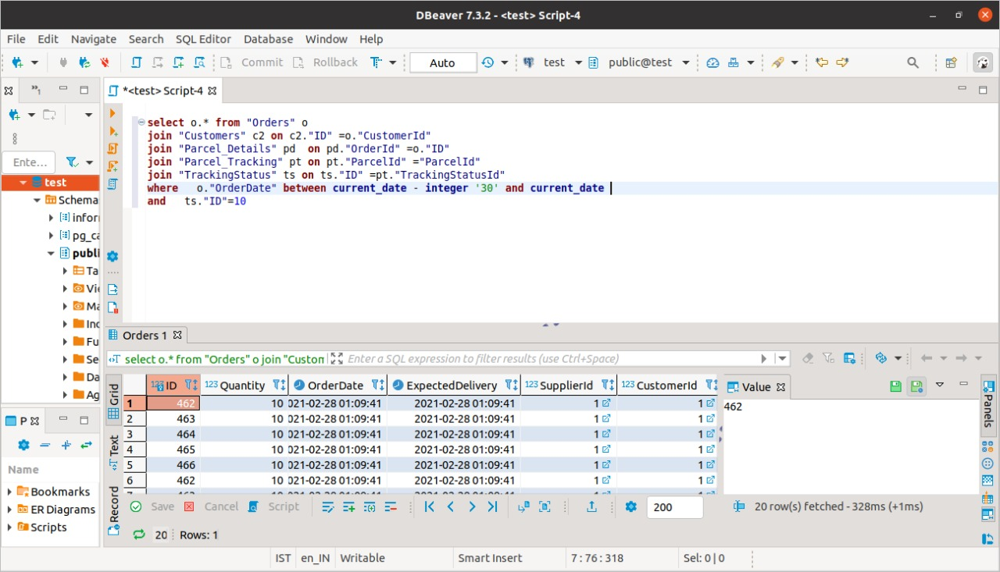 DBeaver 7.3.2 - <test> Script-4
File Edit Navigate Search SQL Editor Database Window Help
Commit Rollback Auto test public@test
*<test> Script-4
select o.* from "Orders" o
join "Customers" c2 on c2."ID" =o."CustomerId"
join "Parcel_Details" pd  on pd."OrderId" =o."ID"
join "Parcel_Tracking" pt on pt."ParcelId" ="ParcelId"
join "TrackingStatus" ts on ts."ID" =pt."TrackingStatusId"
where   o."OrderDate" between current_date - integer '30' and current_date
and   ts."ID"=10
Ente...
test
Schema
infor
pg_ca
publi
Ta
Vie
Ma
Inc
Fu
Se
Da
Ag
P
Name
Bookmarks
ER Diagrams
Scripts
Orders 1
select o.* from "Orders" o join "Custom Enter a SQL expression to filter results (use Ctrl+Space)
Grid
Text
Record
123 ID 123 Quantity OrderDate ExpectedDelivery 123 SupplierId 123 CustomerId
1 462 10 021-02-28 01:09:41 2021-02-28 01:09:41 1 1
2 463 10 021-02-28 01:09:41 2021-02-28 01:09:41 1 1
3 464 10 021-02-28 01:09:41 2021-02-28 01:09:41 1 1
4 465 10 021-02-28 01:09:41 2021-02-28 01:09:41 1 1
5 466 10 021-02-28 01:09:41 2021-02-28 01:09:41 1 1
6 462 10 021-02-28 01:09:41 2021-02-28 01:09:41 1 1
Value
462
Panels
Save Cancel Script 200 20 row(s) fetched - 328ms (+1ms)
20 Rows: 1
IST en_IN Writable Smart Insert 7 : 76 : 318 Sel: 0 | 0